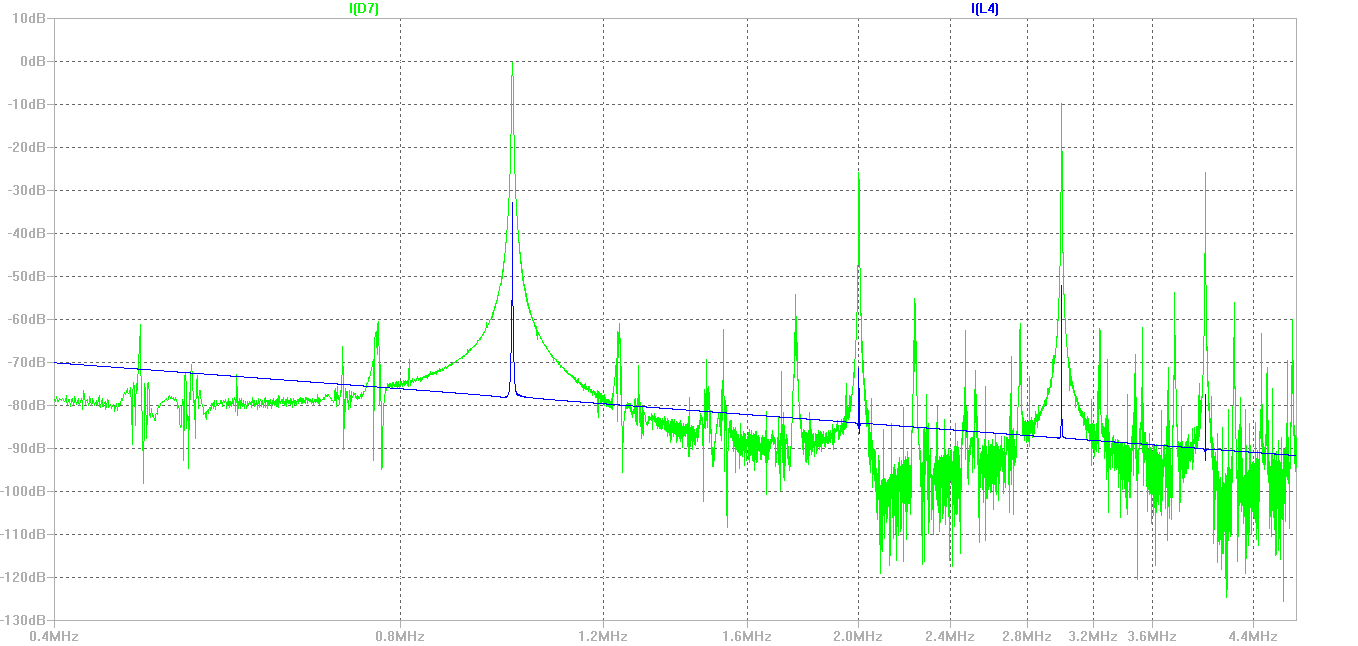 I(D7) I(L4)
10dB
0dB
-10dB
-20dB
-30dB
-40dB
-50dB
-60dB
-70dB
-80dB
-90dB
-100dB
-110dB
-120dB
-130dB
0.4MHz 0.8MHz 1.2MHz 1.6MHz 2.0MHz 2.4MHz 2.8MHz 3.2MHz 3.6MHz 4.4MHz